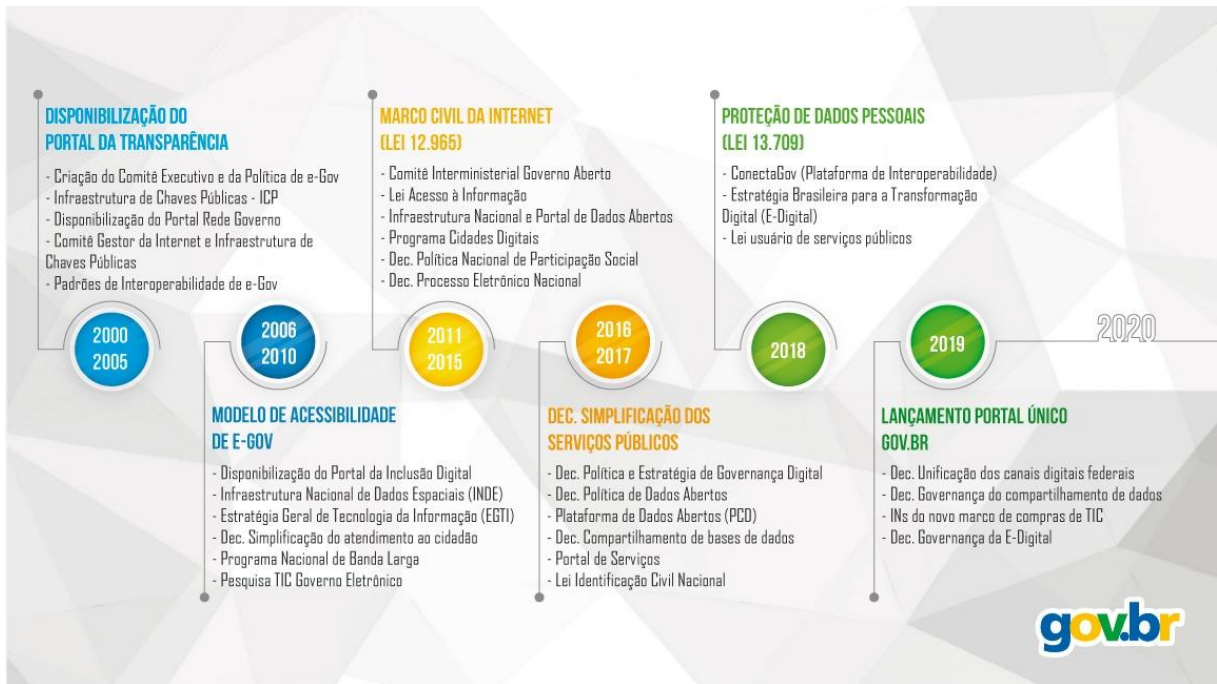 DISPONIBILIZAÇÃO DO
PORTAL DA TRANSPARÊNCIA
- Criação do Comitê Executivo e da Política de e-Gov
- Infraestrutura de Chaves Públicas - ICP
- Disponibilização do Portal Rede Governo
- Comitê Gestor da Internet e Infraestrutura de
Chaves Públicas
- Padrões de Interoperabilidade de e-Gov
2000
2005
MODELO DE ACESSIBILIDADE
DE E-GOV
- Disponibilização do Portal da Inclusão Digital
- Infraestrutura Nacional de Dados Espaciais (INDE)
- Estratégia Geral de Tecnologia da Informação (EGTI)
- Dec. Simplificação do atendimento ao cidadão
- Programa Nacional de Banda Larga
- Pesquisa TIC Governo Eletrônico
2006
2010
MARCO CIVIL DA INTERNET
(LEI 12.965)
- Comitê Interministerial Governo Aberto
- Lei Acesso à Informação
- Infraestrutura Nacional e Portal de Dados Abertos
- Programa Cidades Digitais
- Dec. Política Nacional de Participação Social
- Dec. Processo Eletrônico Nacional
2011
2015
DEC. SIMPLIFICAÇÃO DOS
SERVIÇOS PÚBLICOS
- Dec. Política e Estratégia de Governança Digital
- Dec. Política de Dados Abertos
- Plataforma de Dados Abertos (PCD)
- Dec. Compartilhamento de bases de dados
- Portal de Serviços
- Lei Identificação Civil Nacional
2016
2017
PROTEÇÃO DE DADOS PESSOAIS
(LEI 13.709)
- ConectaGov (Plataforma de Interoperabilidade)
- Estratégia Brasileira para a Transformação
Digital (E-Digital)
- Lei usuário de serviços públicos
2018
LANÇAMENTO PORTAL ÚNICO
GOV.BR
- Dec. Unificação dos canais digitais federais
- Dec. Governança do compartilhamento de dados
- INs do novo marco de compras de TIC
- Dec. Governança da E-Digital
2019
2020
gov.br